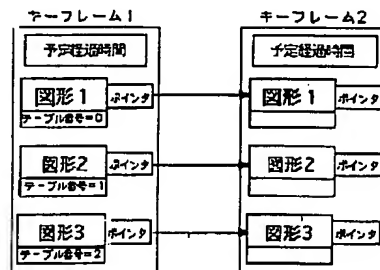 キーフレーム1
予定経過時間
図形1
ポインタ
テーブル番号=0
図形2
ポインタ
テーブル番号=1
図形3
ポインタ
テーブル番号=2
キーフレーム2
予定経過時間
図形1
ポインタ
図形2
ポインタ
図形3
ポインタ